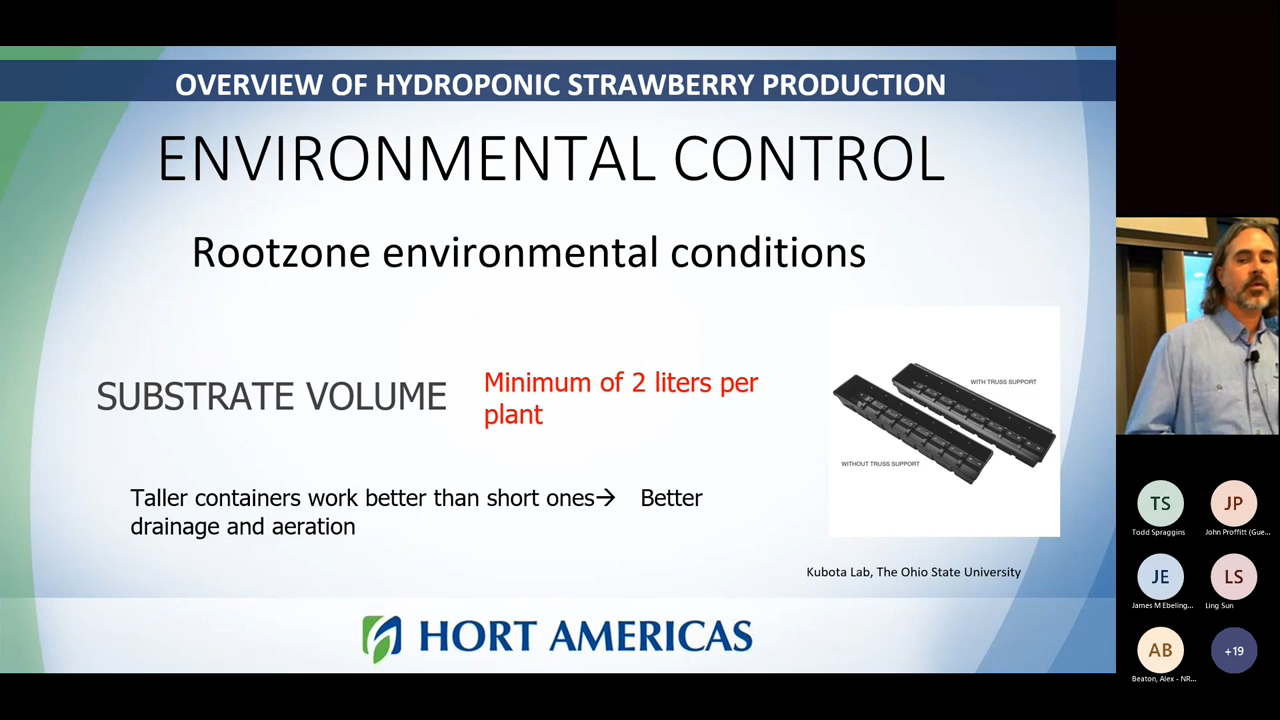 OVERVIEW OF HYDROPONIC STRAWBERRY PRODUCTION
ENVIRONMENTAL CONTROL
Rootzone environmental conditions
SUBSTRATE VOLUME
Minimum of 2 liters per
plant
WITH TRUSS SUPPORT
WITHOUT TRUSS SUPPORT
Taller containers work better than short ones→ Better
drainage and aeration
Kubota Lab, The Ohio State University
HORT AMERICAS
TS
JP
Todd Spraggins
John Proffitt (Gue...
JE
LS
James M Ebeling...
Ling Sun
AB
+19
Beaton, Alex - NR...